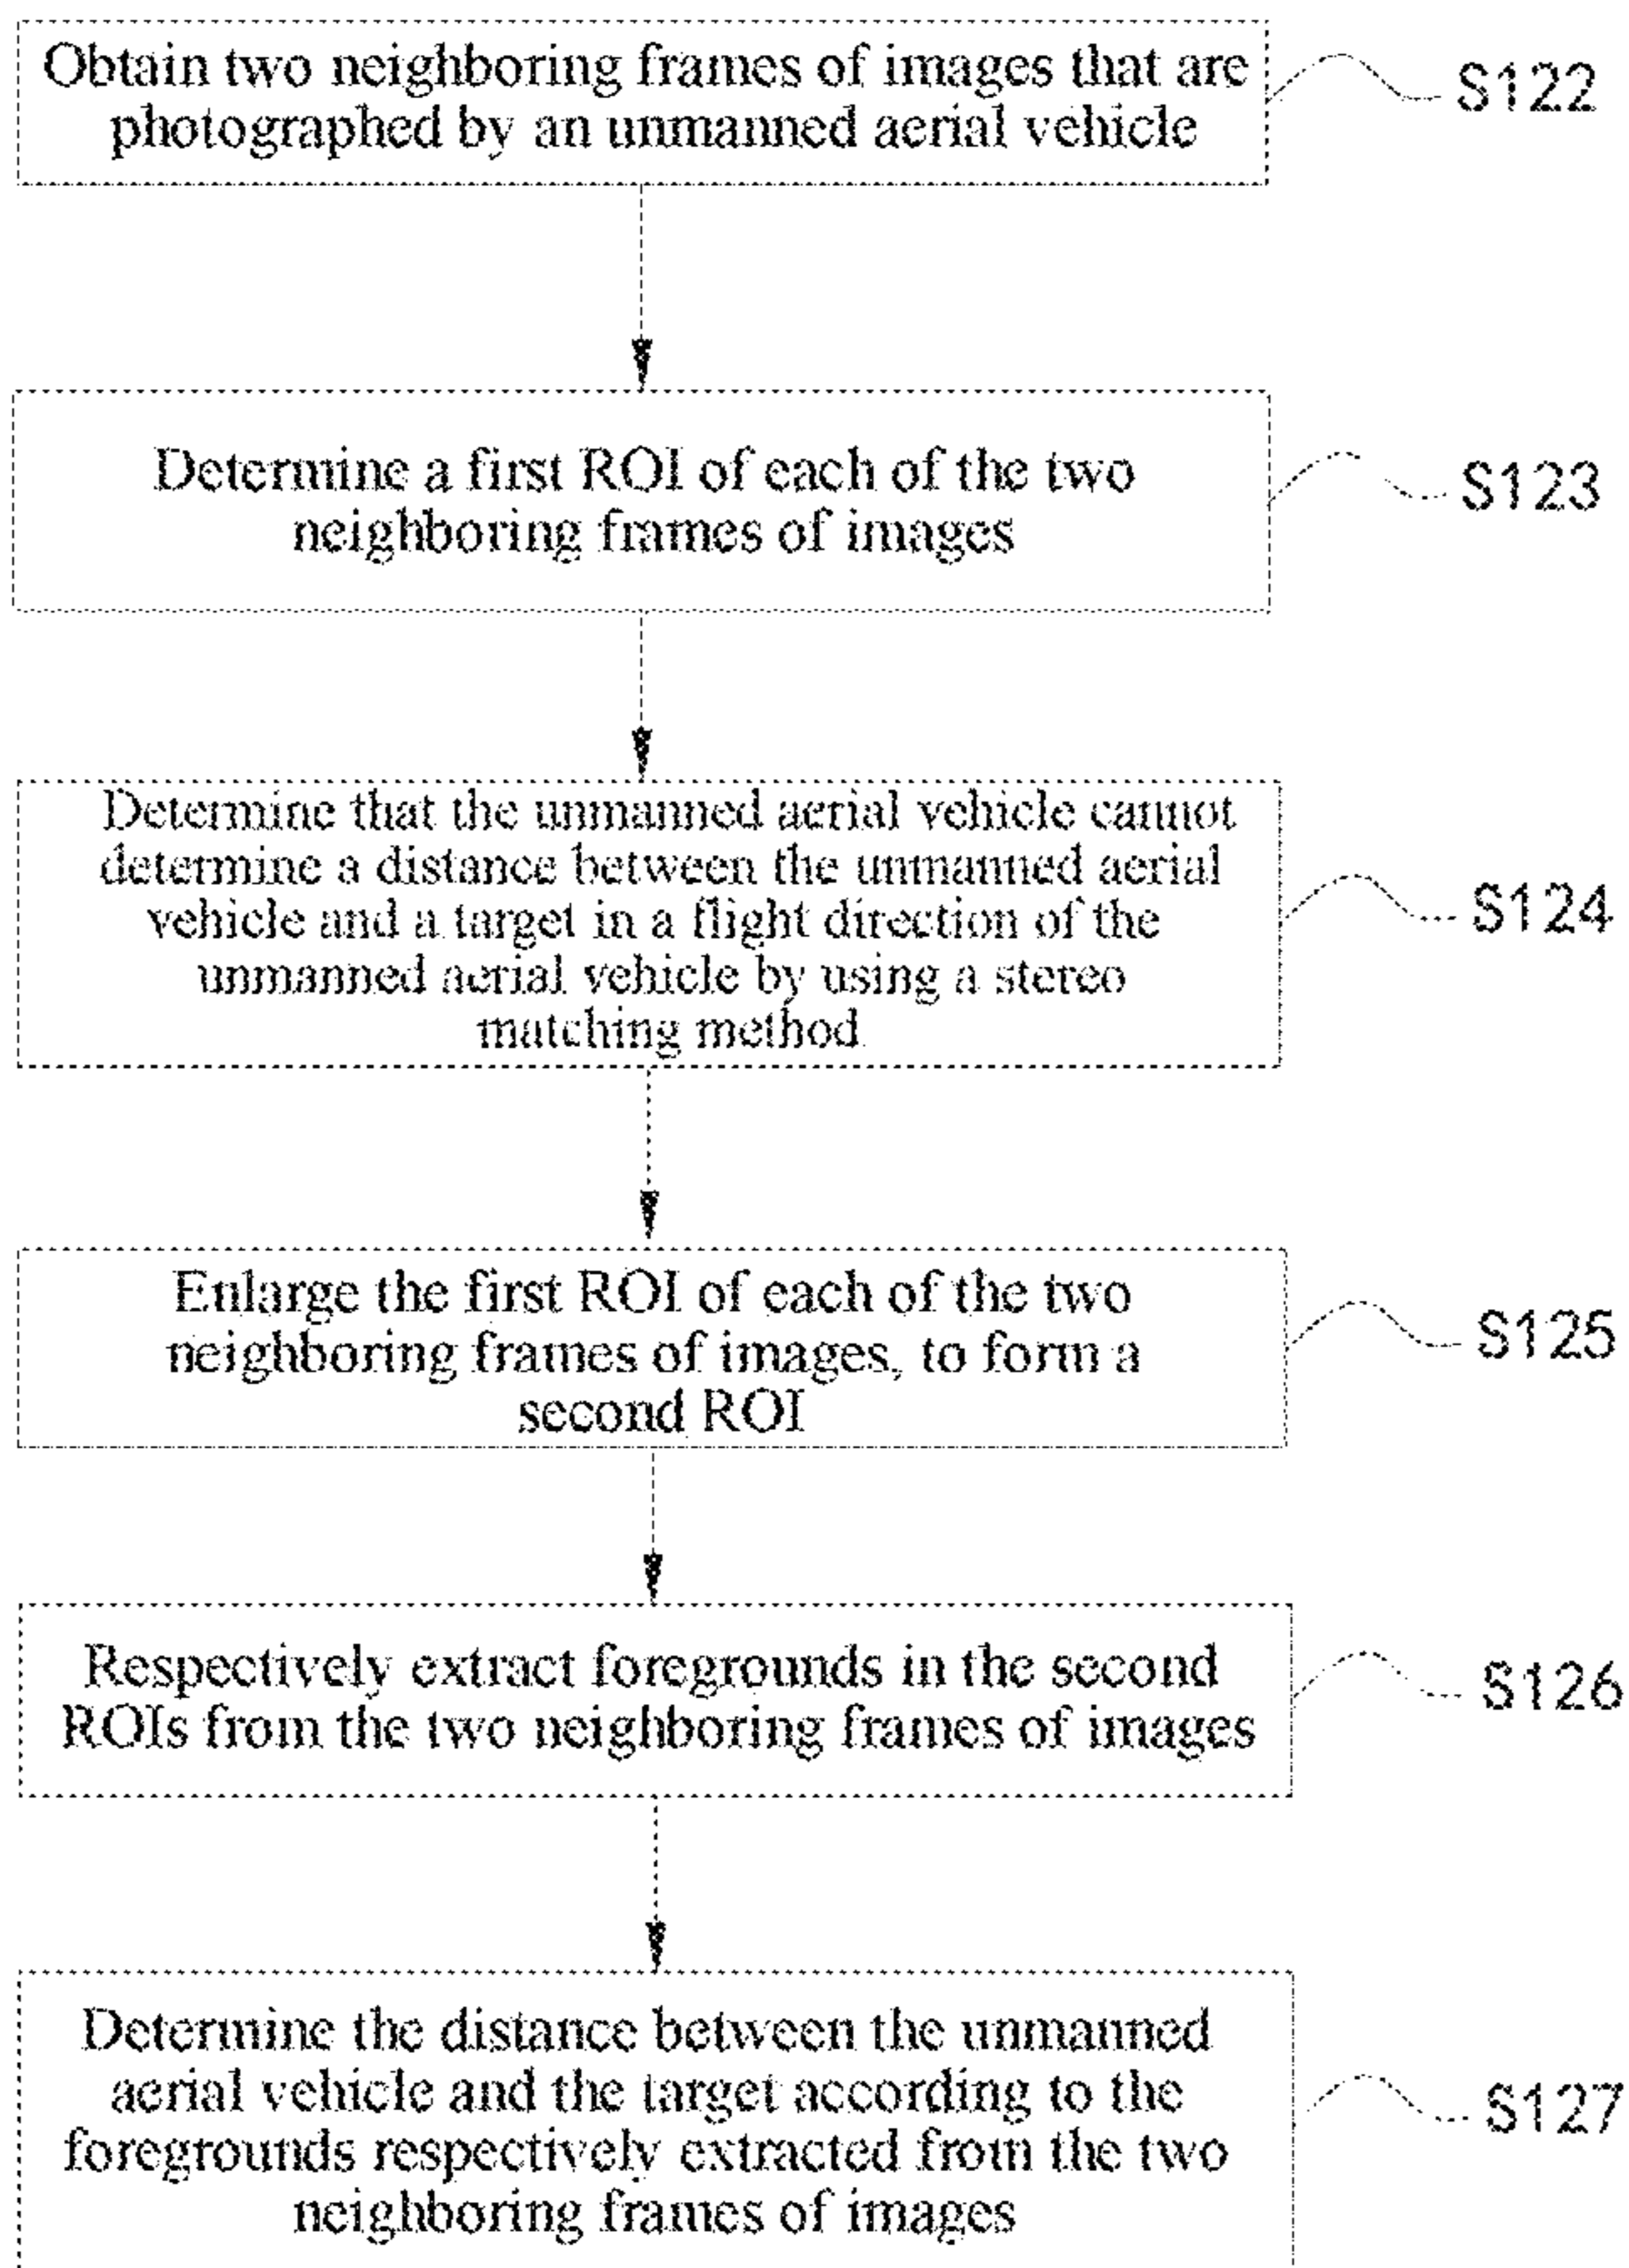 Obtain two neighboring frames of images that are
photographed by an unmanned aerial vehicle
S122
Determine a first ROI of each of the two
neighboring frames of images
S123
Determine that the unmanned aerial vehicle cannot
determine a distance between the unmanned aerial
vehicle and a target in a flight direction of the
unmanned aerial vehicle by using a stereo
matching method
S124
Enlarge the first ROI of each of the two
neighboring frames of images, to form a
second ROI
S125
Respectively extract foregrounds in the second
ROIs from the two neighboring frames of images
S126
Determine the distance between the unmanned
aerial vehicle and the target according to the
foregrounds respectively extracted from the two
neighboring frames of images
S127